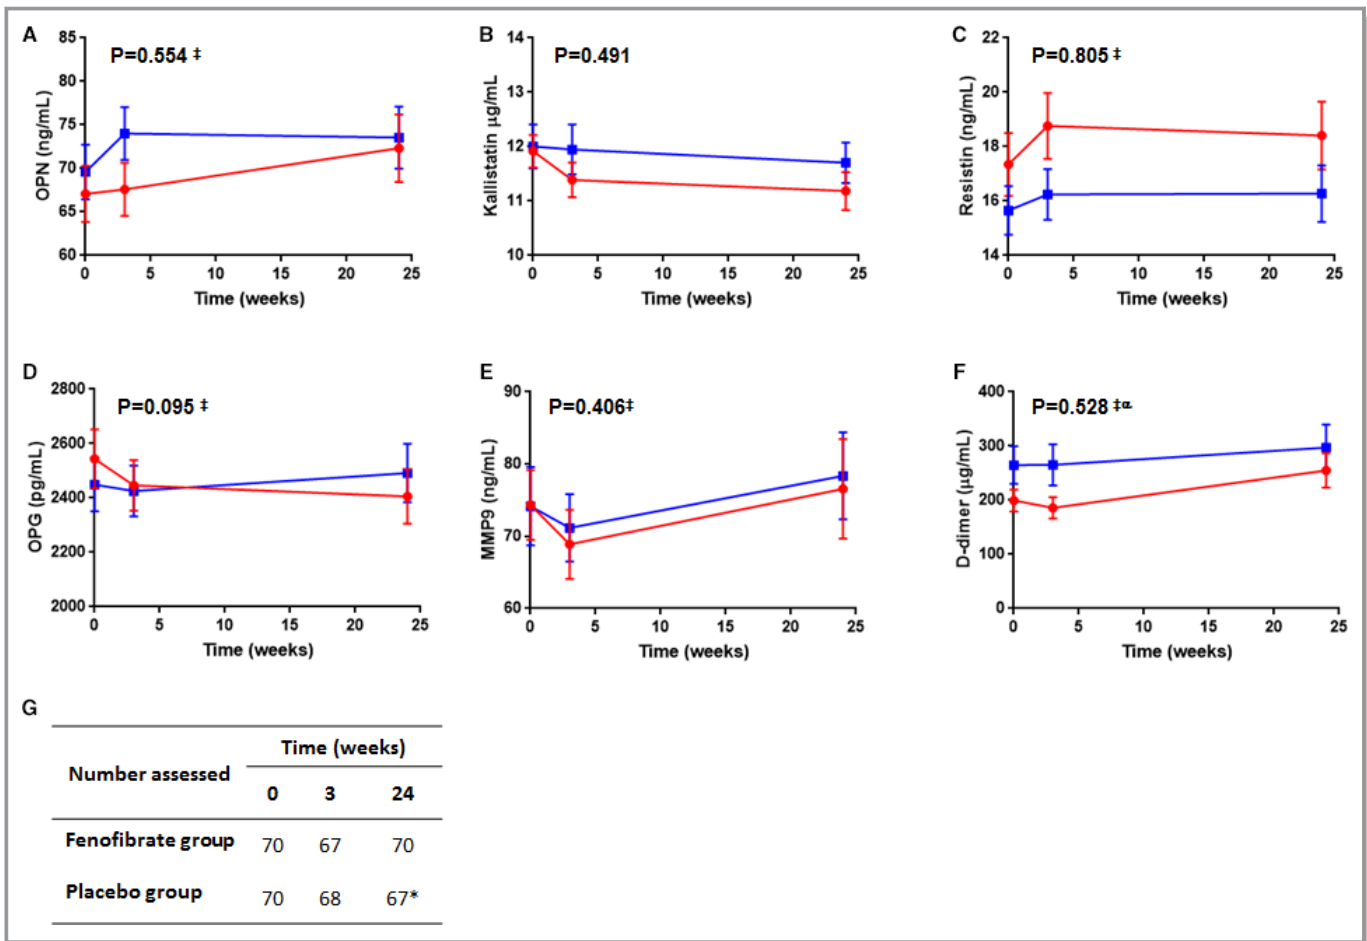 A
P=0.554 ‡
85
80
75
70
65
60
OPN (ng/mL)
0 5 10 15 20 25
Time (weeks)
B
P=0.491
14
13
12
11
10
Kallistatin µg/mL
0 5 10 15 20 25
Time (weeks)
C
P=0.805 ‡
22
20
18
16
14
Resistin (ng/mL)
0 5 10 15 20 25
Time (weeks)
D
P=0.095 ‡
2800
2600
2400
2200
2000
OPG (pg/mL)
0 5 10 15 20 25
Time (weeks)
E
P=0.406‡
90
80
70
60
MMP9 (ng/mL)
0 5 10 15 20 25
Time (weeks)
F
P=0.528 ‡α
400
300
200
100
0
D-dimer (µg/mL)
0 5 10 15 20 25
Time (weeks)
G
Time (weeks)
Number assessed
0 3 24
Fenofibrate group 70 67 70
Placebo group 70 68 67*